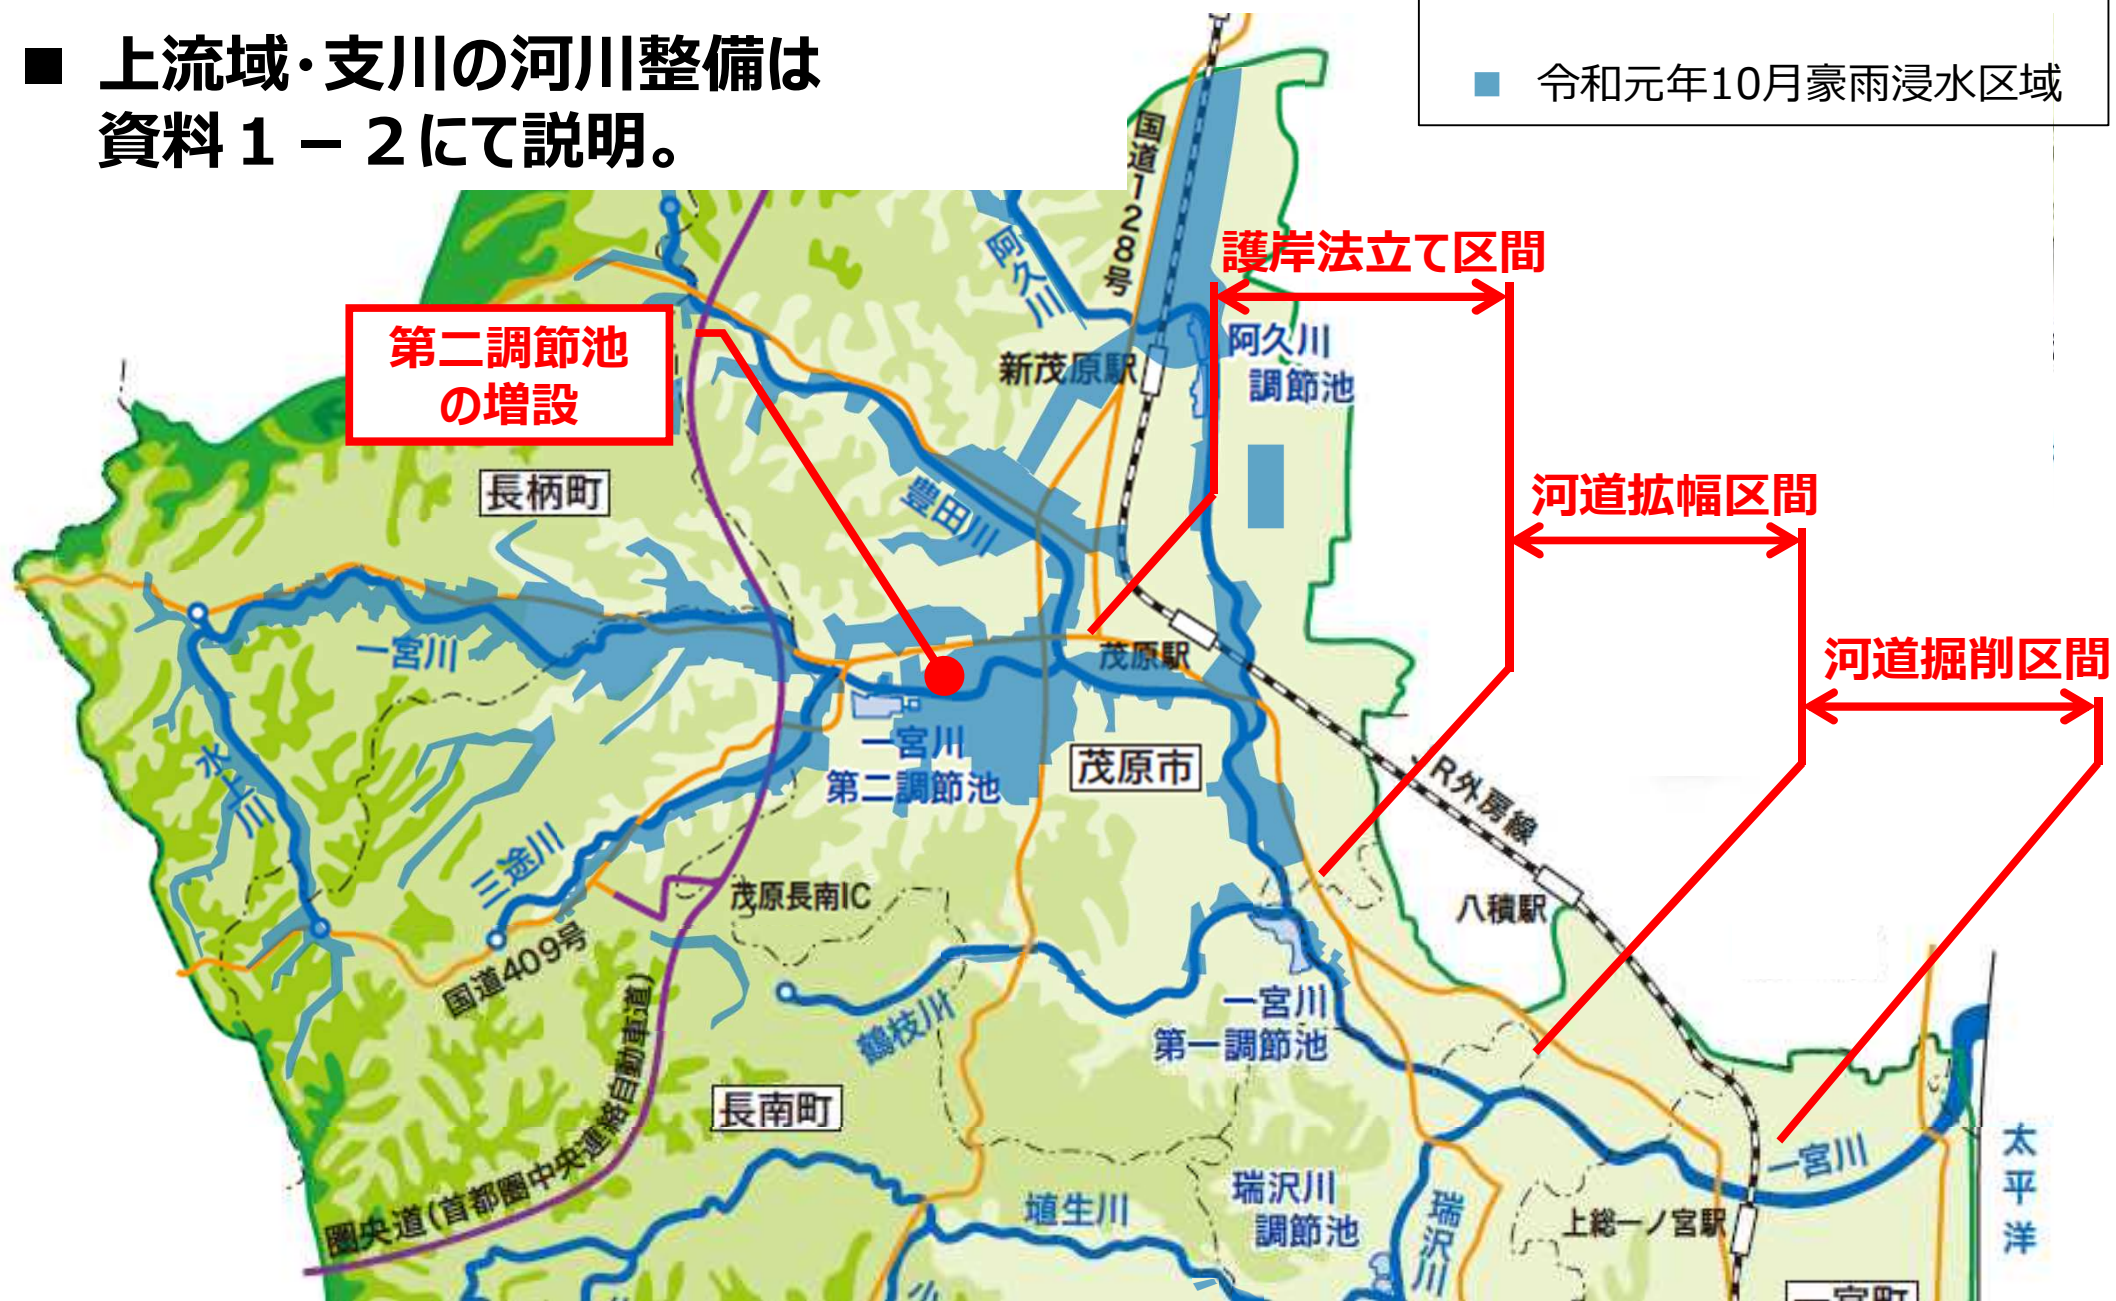 ■ 上流域・支川の河川整備は
資料１－２にて説明。
■ 令和元年10月豪雨浸水区域
国道128号
阿久川
護岸法立て区間
第二調節池
の増設
新茂原駅
阿久川
調節池
長柄町
豊田川
河道拡幅区間
一宮川
茂原駅
河道掘削区間
水上川
一宮川
第二調節池
茂原市
JR外房線
三途川
茂原長南IC
八積駅
国道409号
鶴枝川
一宮川
第一調節池
圏央道(首都圏中央連絡自動車道)
長南町
埴生川
瑞沢川
調節池
瑞沢川
上総一ノ宮駅
一宮川
太平洋
一宮町